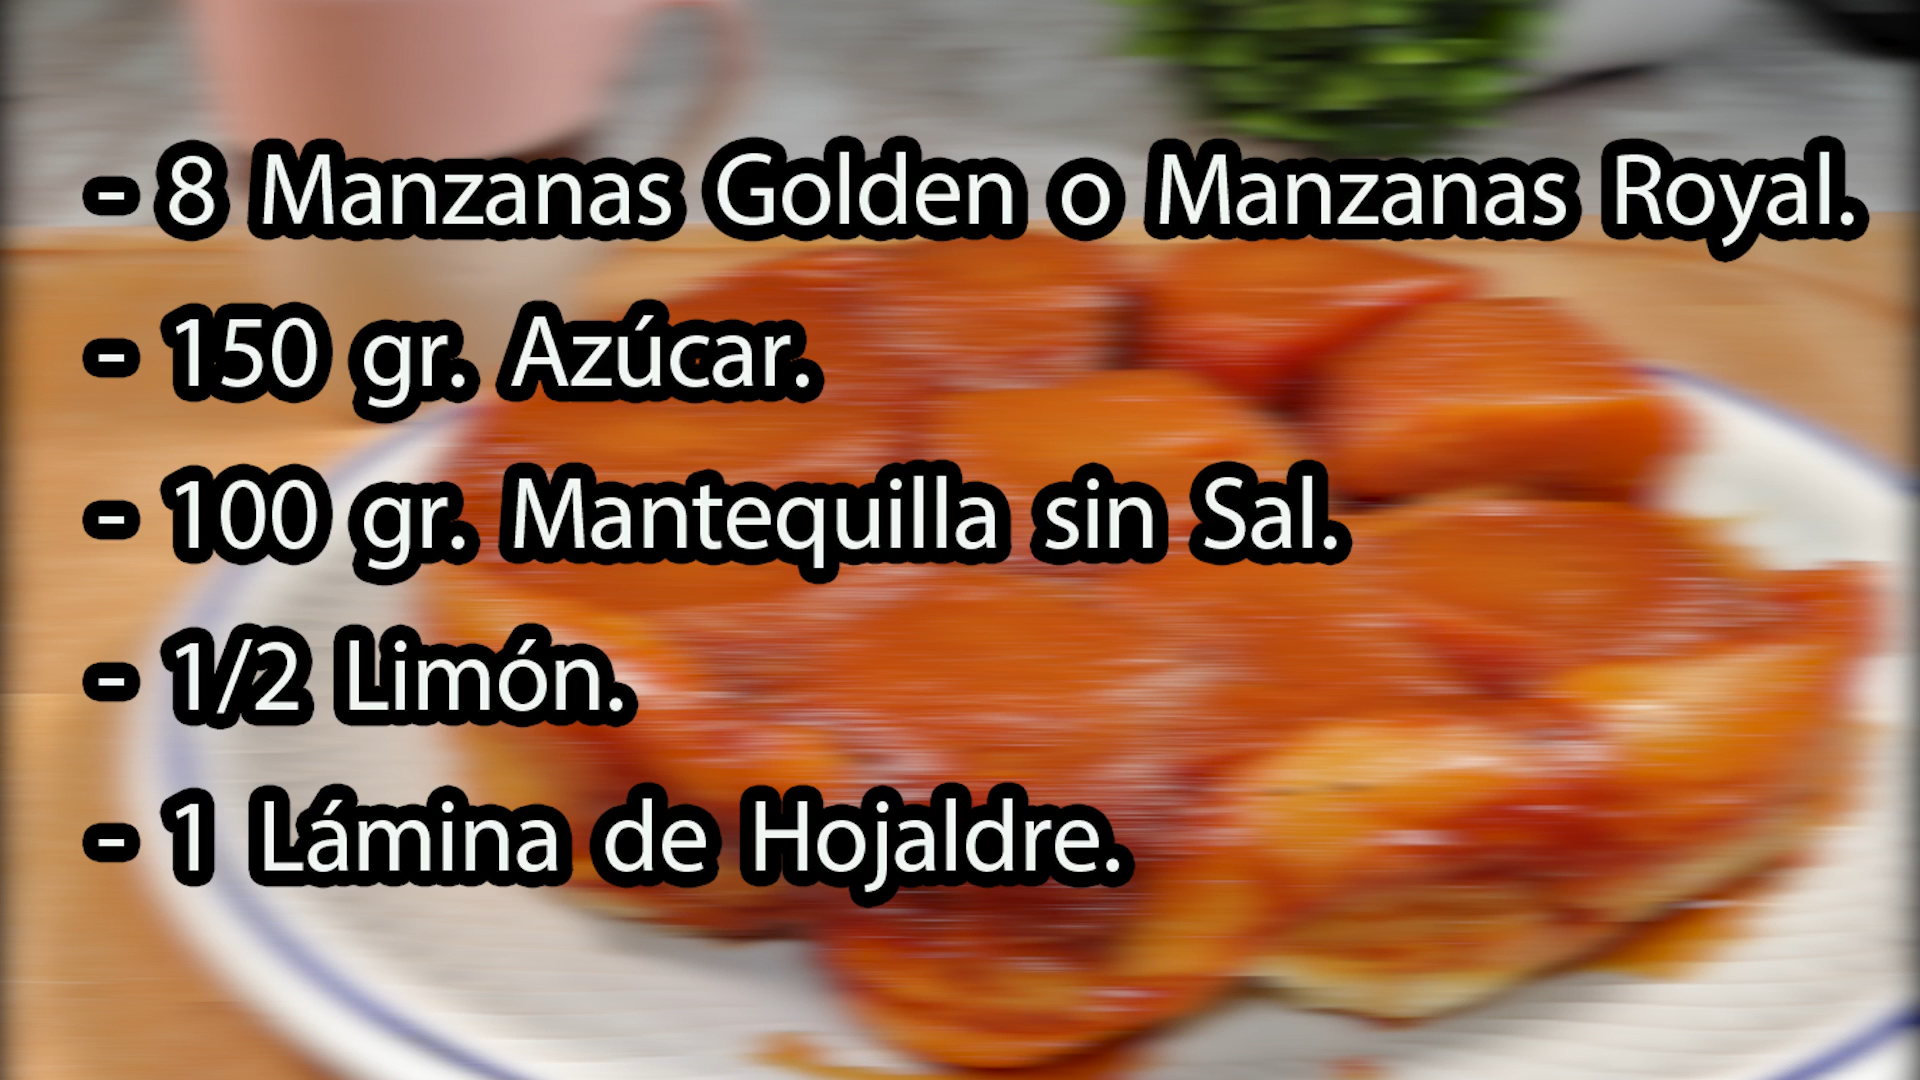 - 8 Manzanas Golden o Manzanas Royal.
- 150 gr. Azúcar.
- 100 gr. Mantequilla sin Sal.
- 1/2 Limón.
- 1 Lámina de Hojaldre.